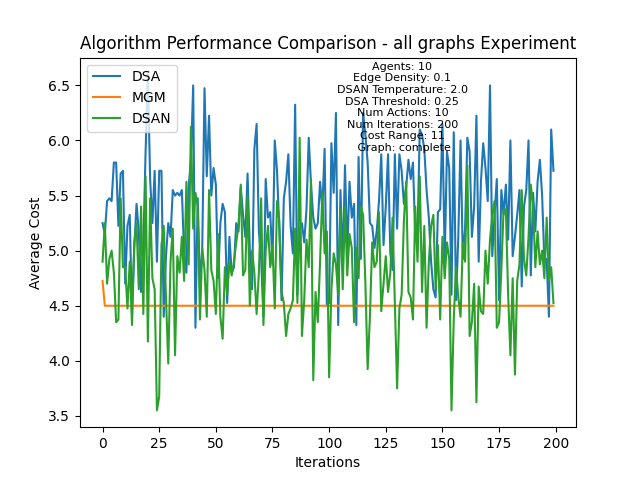 Algorithm Performance Comparison - all graphs Experiment
DSA
MGM
DSAN
Agents: 10
Edge Density: 0.1
DSAN Temperature: 2.0
DSA Threshold: 0.25
Num Actions: 10
Num Iterations: 200
Cost Range: 11
Graph: complete
Average Cost
6.5
6.0
5.5
5.0
4.5
4.0
3.5
0 25 50 75 100 125 150 175 200
Iterations